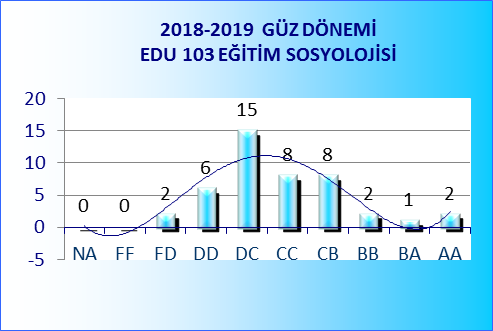 2018-2019 GÜZ DÖNEMİ
EDU 103 EĞİTİM SOSYOLOJİSİ
20
15
10
5
0
-5
0 0 2 6 15 8 8 2 1 2
NA FF FD DD DC CC CB BB BA AA